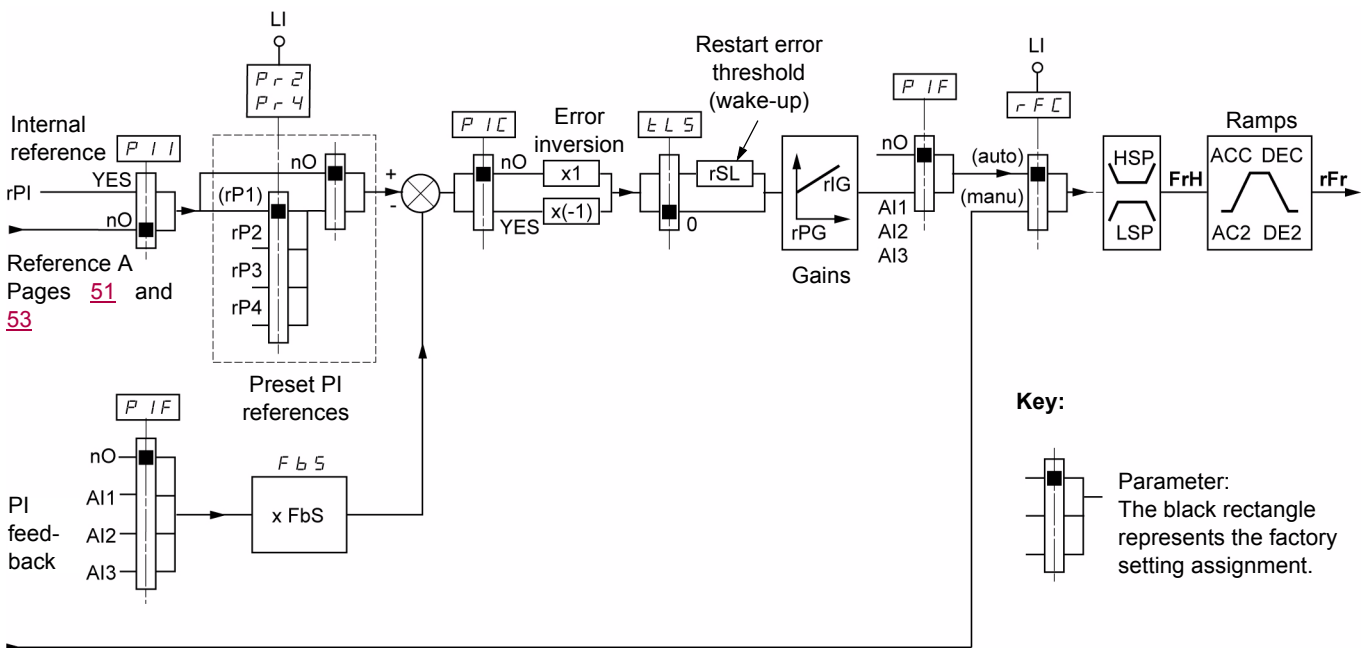 LI
Pr2
Pr4
Internal
reference
PII
rPI
YES
nO
Reference A
Pages 51 and
53
nO
(rP1)
rP2
rP3
rP4
Preset PI
references
+
-
PIC
nO
YES
Error
inversion
x1
x(-1)
tLS
0
Restart error
threshold
(wake-up)
rSL
rIG
rPG
Gains
PIF
nO
AI1
AI2
AI3
LI
rFC
(auto)
(manu)
HSP
LSP
FrH
Ramps
ACC DEC
AC2 DE2
rFr
PIF
nO
AI1
AI2
AI3
PI
feed-
back
FbS
x FbS
Key:
Parameter:
The black rectangle
represents the factory
setting assignment.